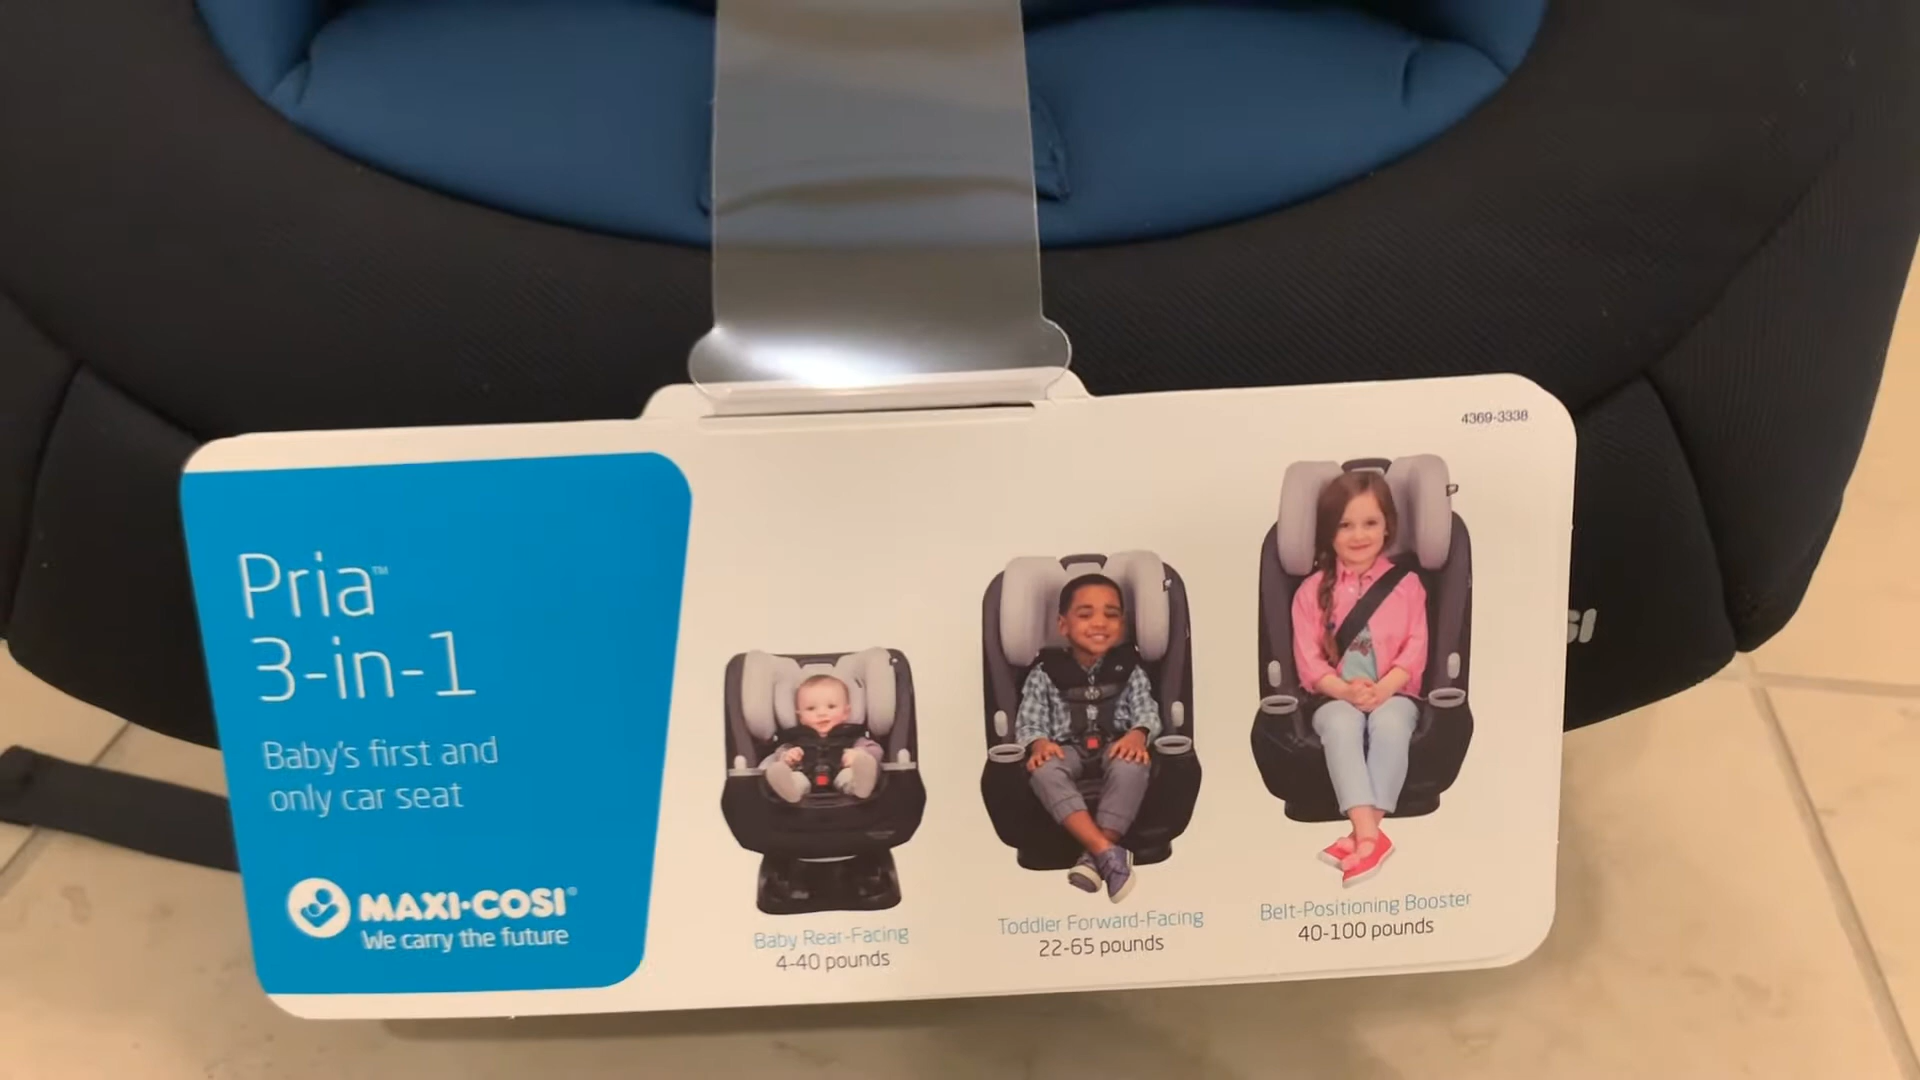 4369-3338
Pria™
3-in-1
Baby's first and
only car seat
MAXI·COSI®
We carry the future
Baby Rear-Facing
4-40 pounds
Toddler Forward-Facing
22-65 pounds
Belt-Positioning Booster
40-100 pounds
SI